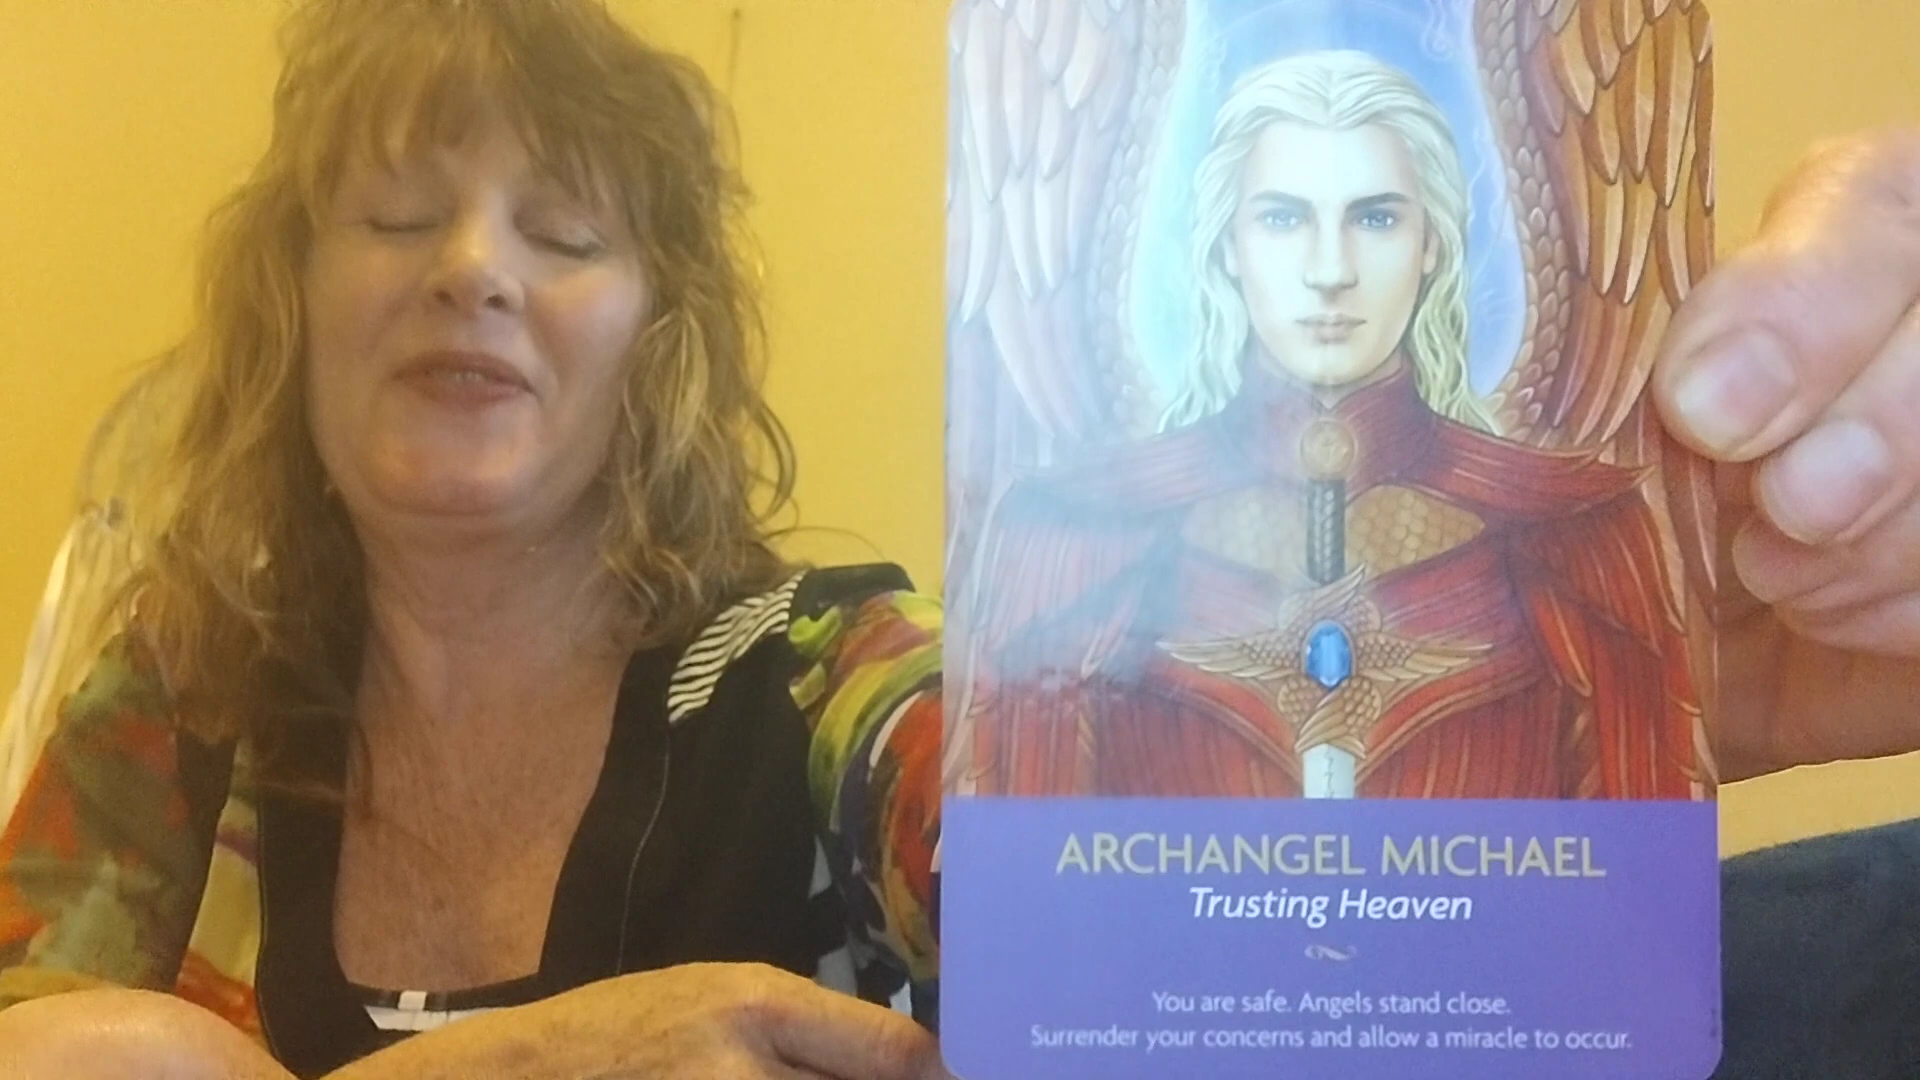 ARCHANGEL MICHAEL
Trusting Heaven
You are safe. Angels stand close.
Surrender your concerns and allow a miracle to occur.